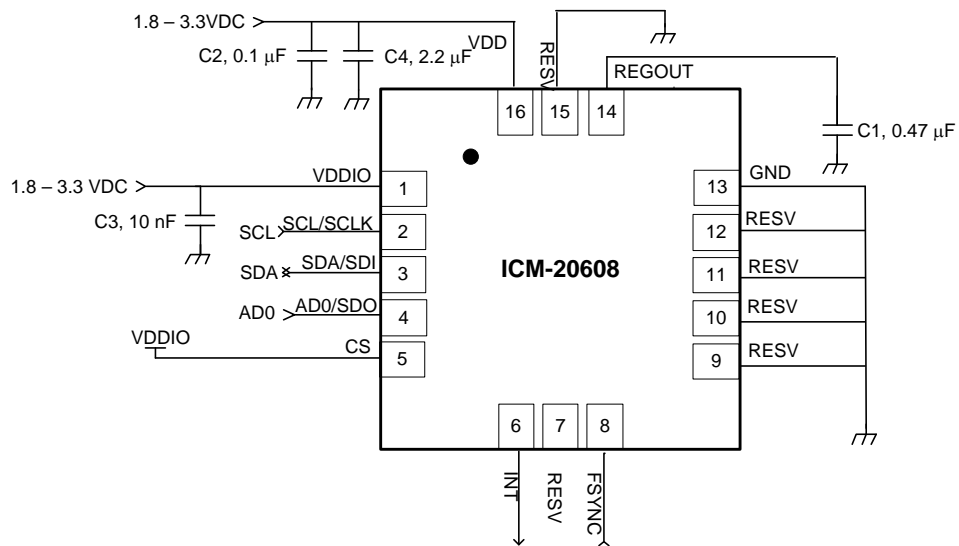 1.8 – 3.3VDC
VDD
C2, 0.1 μF
C4, 2.2 μF
RESV
REGOUT
16
15
14
C1, 0.47 μF
1.8 – 3.3 VDC
VDDIO
1
13
GND
C3, 10 nF
SCL
SCL/SCLK
2
12
RESV
SDA
SDA/SDI
3
ICM-20608
11
RESV
AD0
AD0/SDO
4
10
RESV
VDDIO
CS
5
9
RESV
6
7
8
INT
RESV
FSYNC